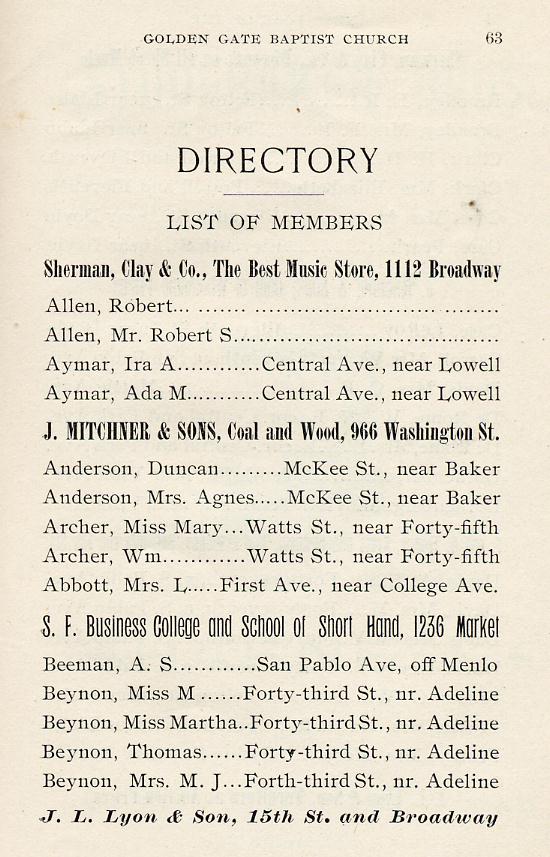 GOLDEN GATE BAPTIST CHURCH 63
DIRECTORY
LIST OF MEMBERS
Sherman, Clay & Co., The Best Music Store, 1112 Broadway
Allen, Robert... ........ ........................... .........
Allen, Mr. Robert S.........................................
Aymar, Ira A............Central Ave., near Lowell
Aymar, Ada M..........Central Ave., near Lowell
J. MITCHNER & SONS, Coal and Wood, 966 Washington St.
Anderson, Duncan.........McKee St., near Baker
Anderson, Mrs. Agnes.....McKee St., near Baker
Archer, Miss Mary...Watts St., near Forty-fifth
Archer, Wm............Watts St., near Forty-fifth
Abbott, Mrs. L.....First Ave., near College Ave.
S. F. Business College and School of Short Hand, 1236 Market
Beeman, A. S............San Pablo Ave, off Menlo
Beynon, Miss M ......Forty-third St., nr. Adeline
Beynon, Miss Martha..Forty-third St., nr. Adeline
Beynon, Thomas......Forty-third St., nr. Adeline
Beynon, Mrs. M. J...Forth-third St., nr. Adeline
J. L. Lyon & Son, 15th St. and Broadway